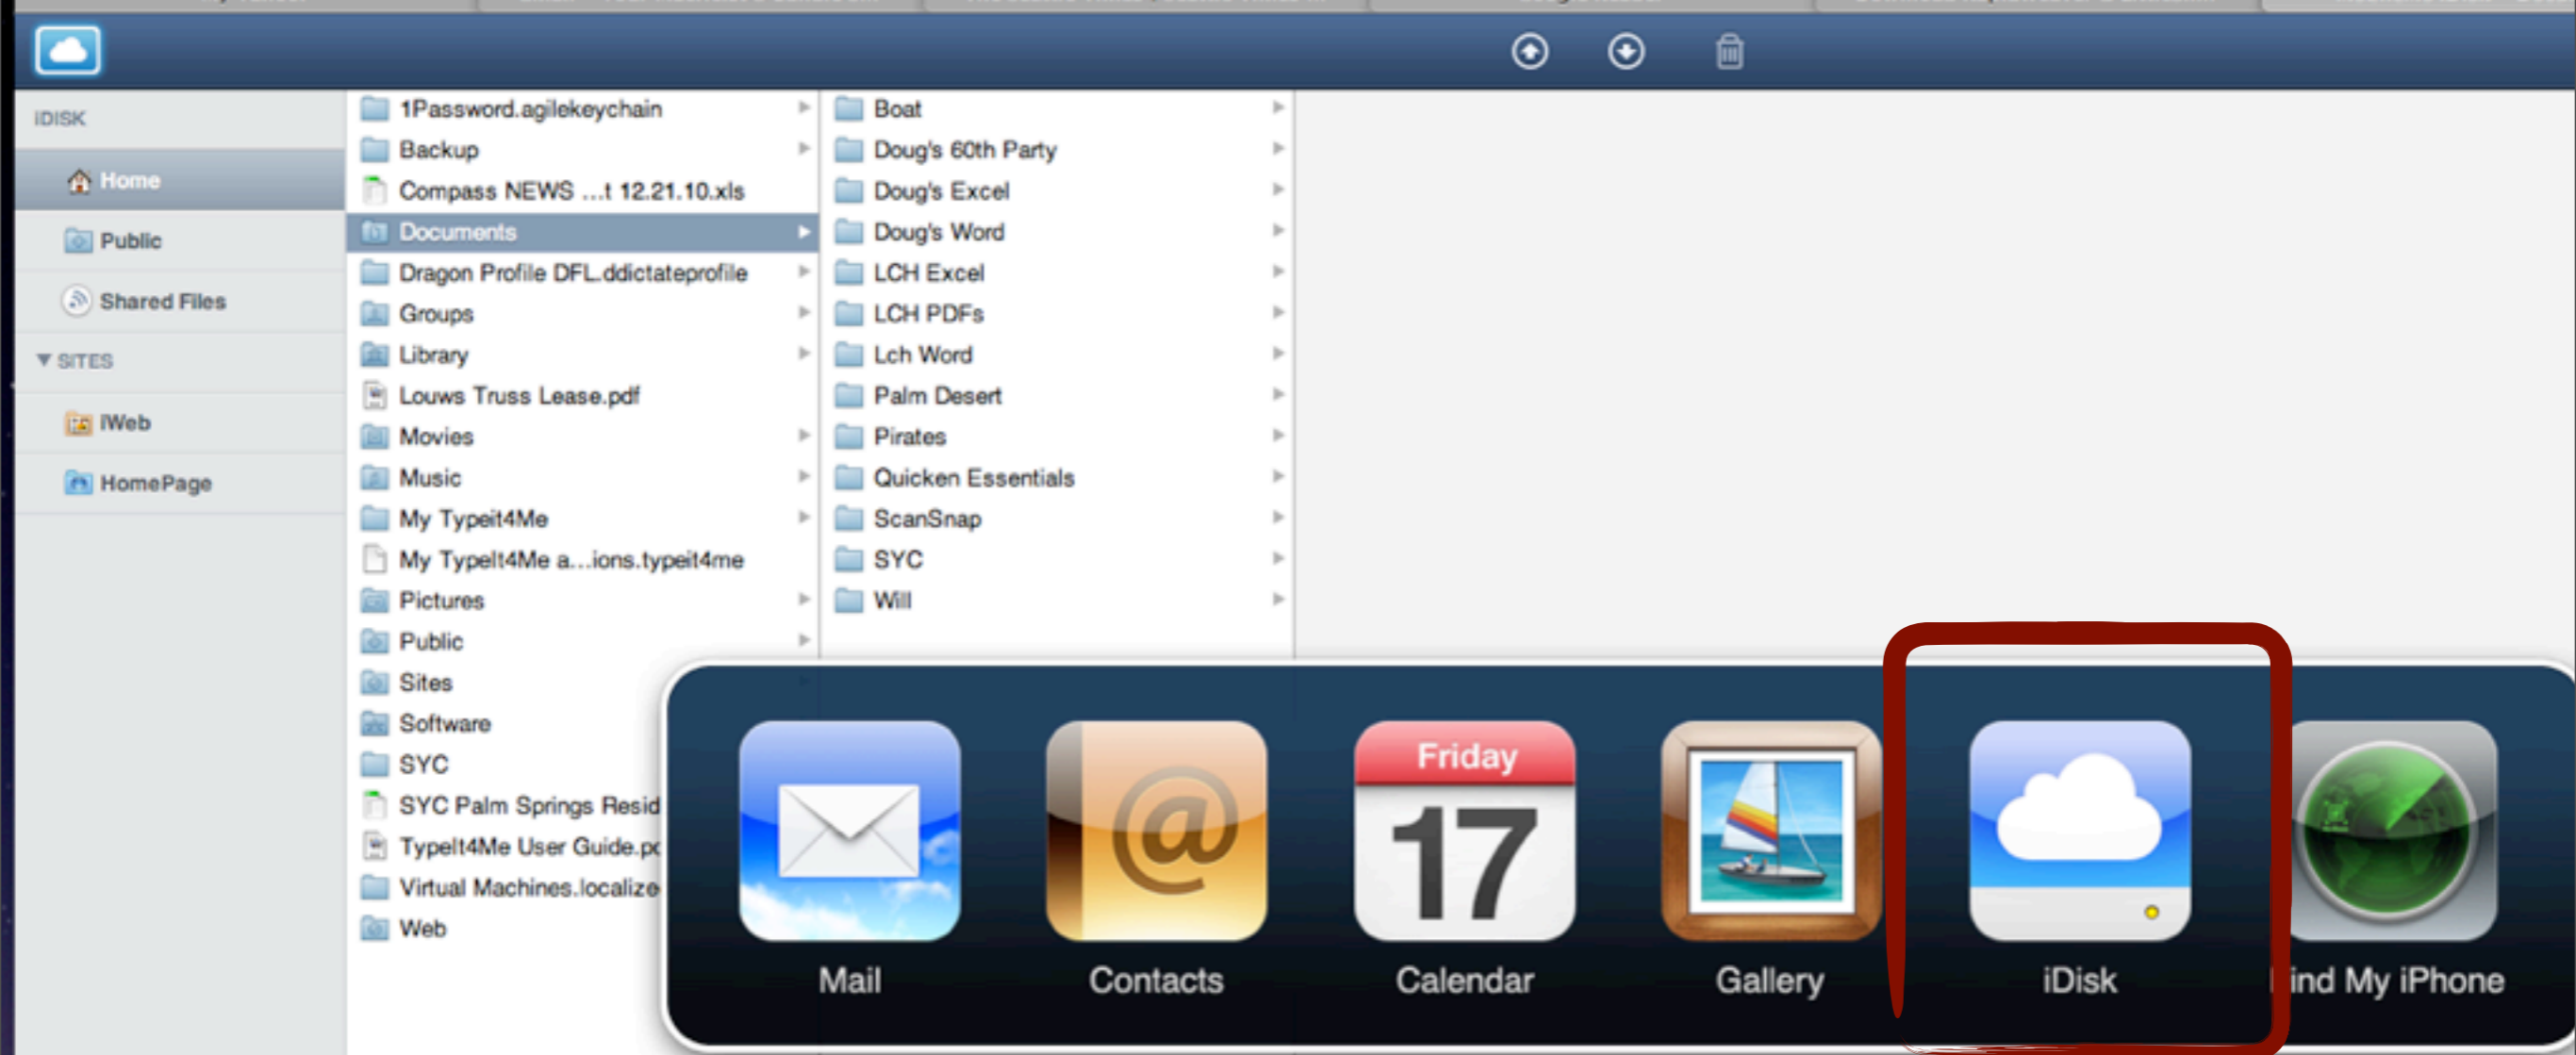 iDISK
Home
Public
Shared Files
SITES
iWeb
HomePage
1Password.agilekeychain
Backup
Compass NEWS ...t 12.21.10.xls
Documents
Dragon Profile DFL.ddictateprofile
Groups
Library
Louws Truss Lease.pdf
Movies
Music
My Typeit4Me
My TypeIt4Me a...ions.typeit4me
Pictures
Public
Sites
Software
SYC
SYC Palm Springs Resid
TypeIt4Me User Guide.pd
Virtual Machines.localize
Web
Boat
Doug's 60th Party
Doug's Excel
Doug's Word
LCH Excel
LCH PDFs
Lch Word
Palm Desert
Pirates
Quicken Essentials
ScanSnap
SYC
Will
Friday
17
@
Mail
Contacts
Calendar
Gallery
iDisk
ind My iPhone